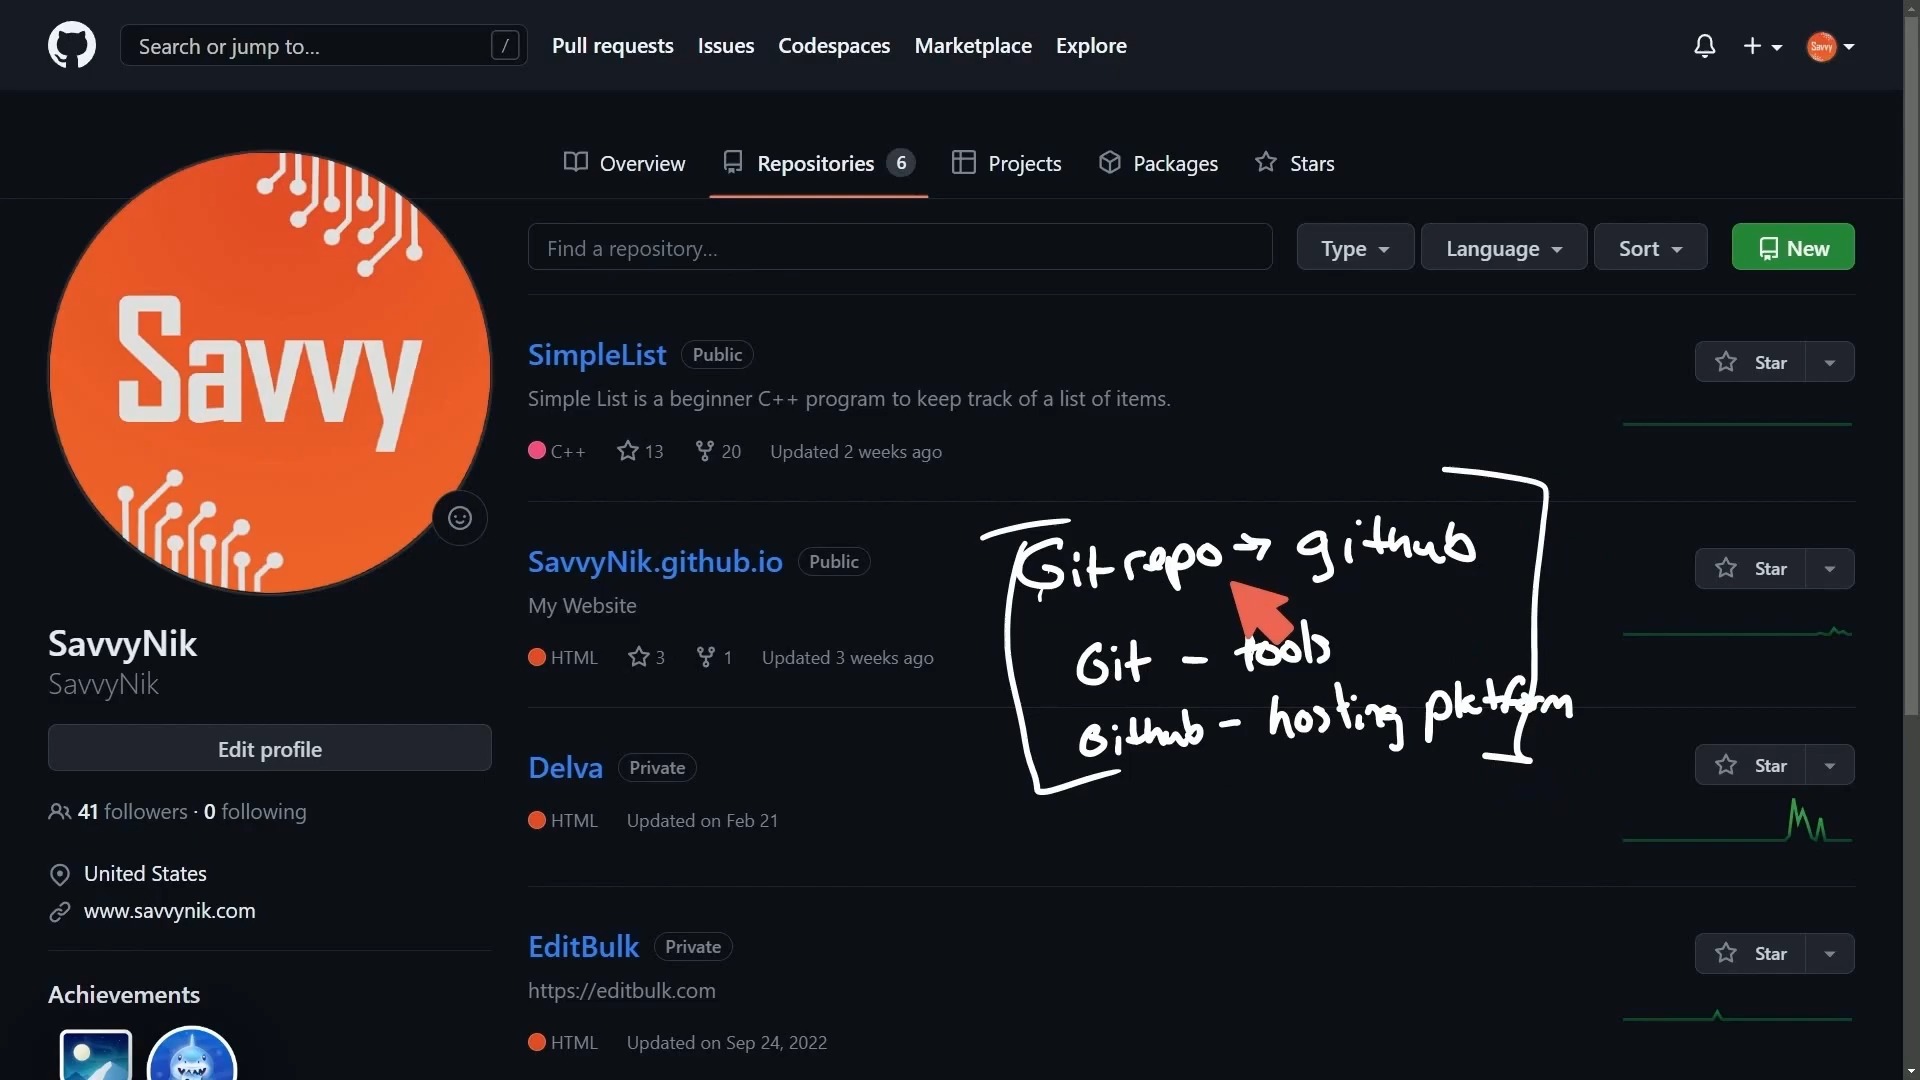 Search or jump to...
/
Pull requests
Issues
Codespaces
Marketplace
Explore
Savvy
Overview
Repositories 6
Projects
Packages
Stars
Find a repository...
Type
Language
Sort
New
Savvy
SavvyNik
SavvyNik
Edit profile
41 followers · 0 following
United States
www.savvynik.com
Achievements
SimpleList Public
Star
Simple List is a beginner C++ program to keep track of a list of items.
C++ 13 20 Updated 2 weeks ago
SavvyNik.github.io Public
Star
My Website
HTML 3 1 Updated 3 weeks ago
Delva Private
Star
HTML Updated on Feb 21
EditBulk Private
Star
https://editbulk.com
HTML Updated on Sep 24, 2022
Git repo → github
Git - tools
Github - hosting platform